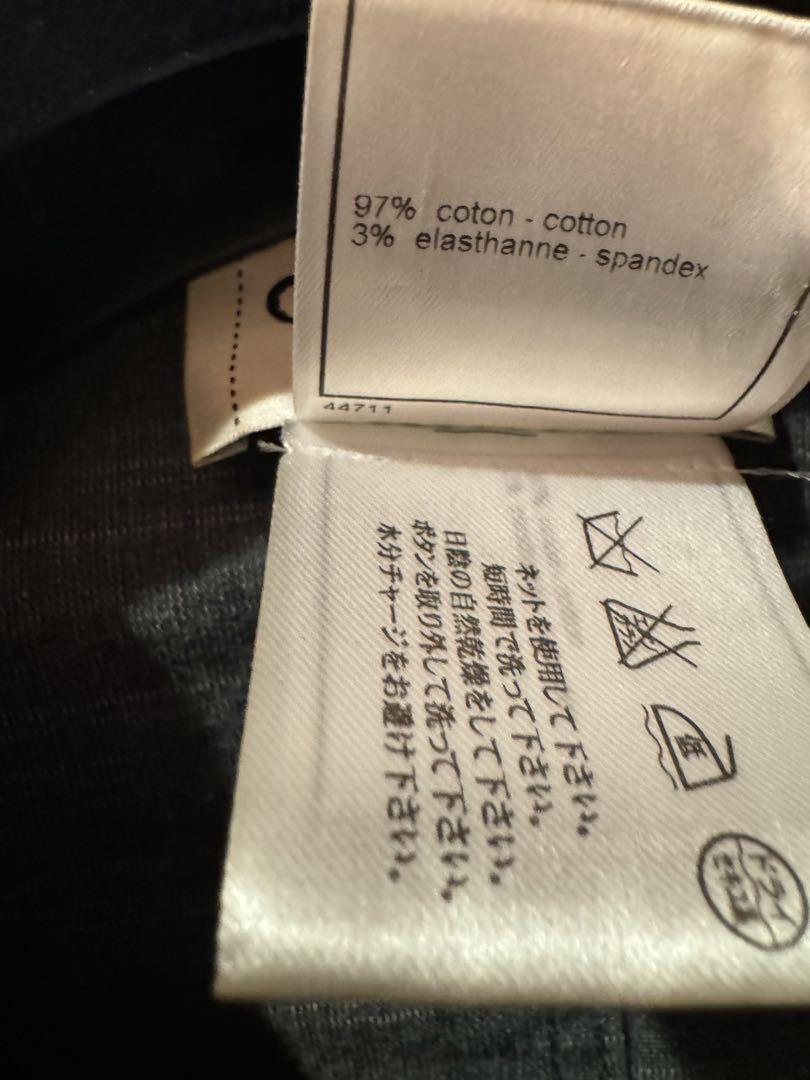 97% coton - cotton
3% elasthanne - spandex
44711
ネットを使用して下さい。
短時間で洗って下さい。
日陰の自然乾燥をして下さい。
ボタンを取り外して洗って下さい。
水分チャージをお避け下さい。
低
ドライ